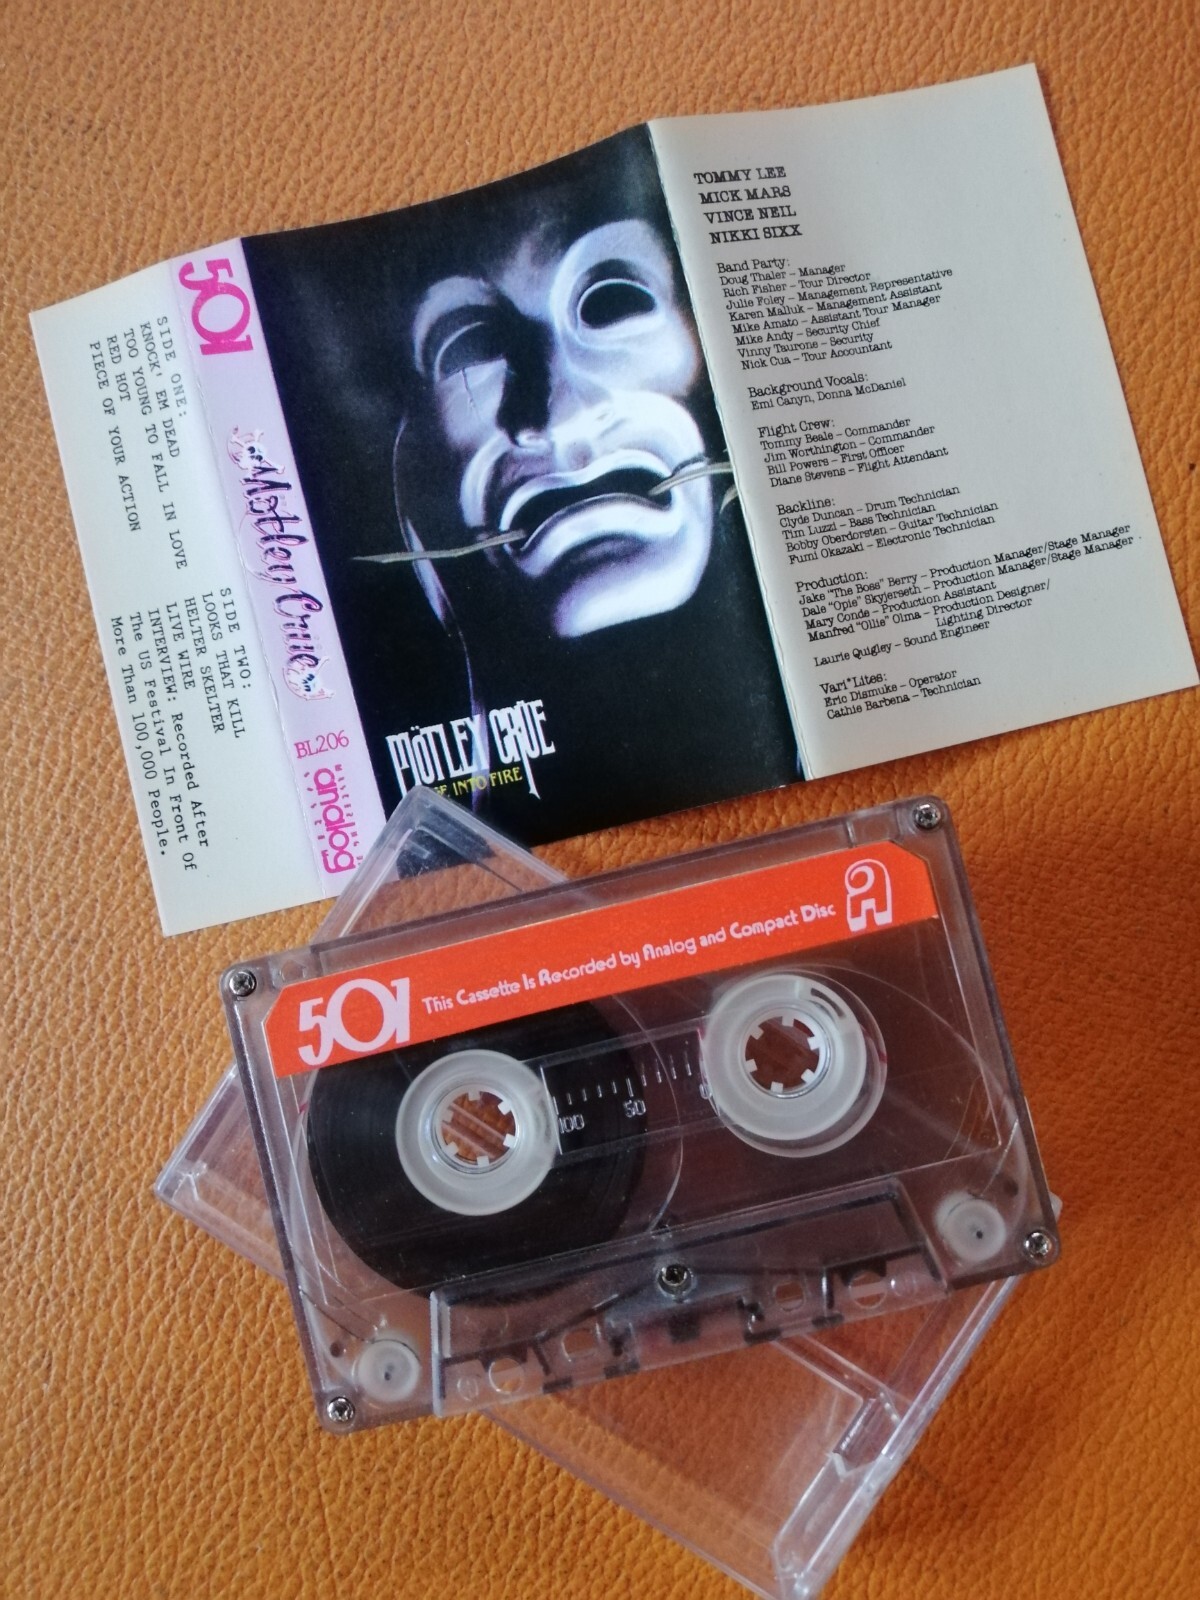 501
SIDE ONE:
KNOCK, EM DEAD
TOO YOUNG TO FALL IN LOVE
RED HOT
PIECE OF YOUR ACTION
SIDE TWO:
LOOKS THAT KILL
HELTER SKELTER
LIVE WIRE
INTERVIEW: Recorded After
The US Festival In Front Of
More Than 100,000 People.
Mötley Crüe
BL206
analog
MÖTLEY CRÜE
GE INTO FIRE
TOMMY LEE
MICK MARS
VINCE NEIL
NIKKI SIXX
Band Party:
Doug Thaler – Manager
Rich Fisher – Tour Director
Julie Foley – Management Representative
Karen Malluk – Management Assistant
Mike Amato – Assistant Tour Manager
Mike Andy – Security Chief
Vinny Taurone – Security
Nick Cua – Tour Accountant
Background Vocals:
Emi Canyn, Donna McDaniel
Flight Crew:
Tommy Beale – Commander
Jim Worthington – Commander
Bill Powers – First Officer
Diane Stevens – Flight Attendant
Backline:
Clyde Duncan – Drum Technician
Tim Luzzi – Bass Technician
Bobby Oberdorsten – Guitar Technician
Fumi Okazaki – Electronic Technician
Production:
Jake "The Boss" Berry – Production Manager/Stage Manager
Dale "Opie" Skyjerseth – Production Manager/Stage Manager
Mary Conde – Production Assistant
Manfred "Ollie" Olma – Production Designer/
Lighting Director
Laurie Quigley – Sound Engineer
Vari*Lites:
Eric Dismuke – Operator
Cathie Barbena – Technician
501 This Cassette Is Recorded by Analog and Compact Disc
100 50 0